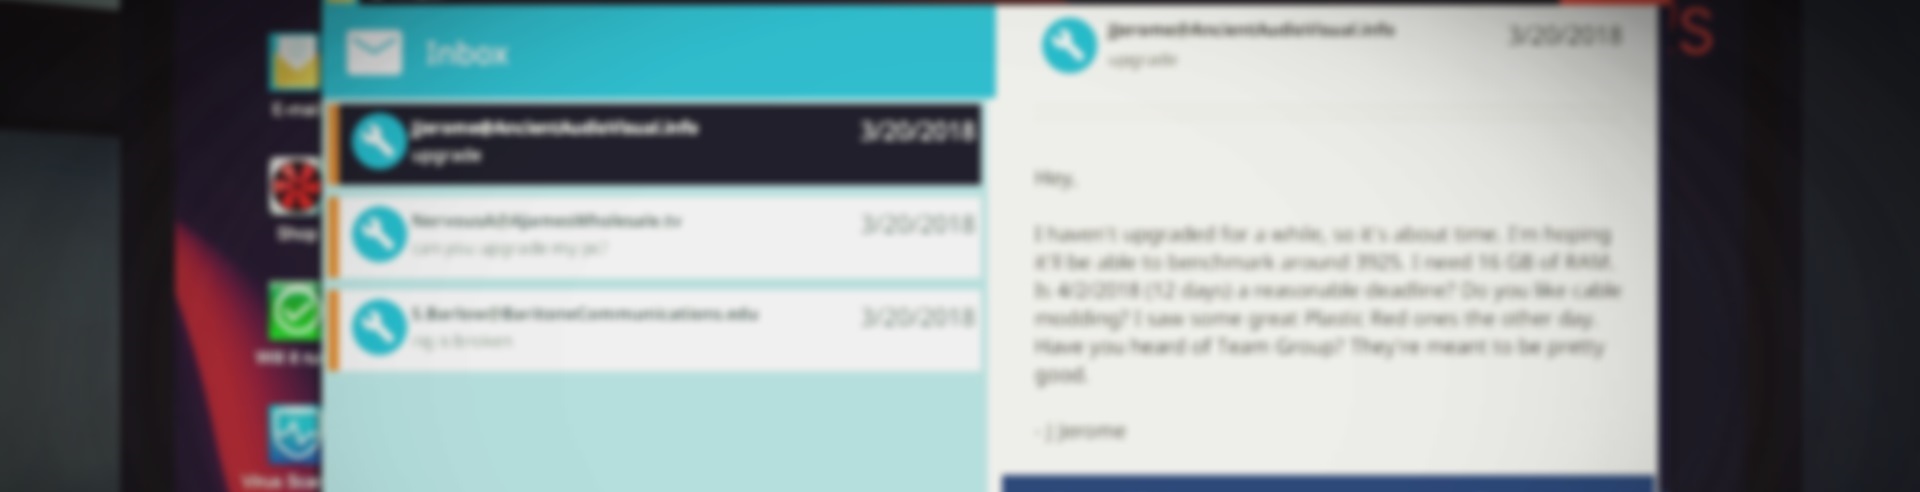 E-mail
Shop
Inbox
JJerome@AncientAudioVisual.info
3/20/2018
upgrade
NervousA@AjamesWholesale.tv
3/20/2018
can you upgrade my pc?
S.Barlow@BaritoneCommunications.edu
3/20/2018
rig is broken
JJerome@AncientAudioVisual.info
3/20/2018
upgrade
Hey,
I haven't upgraded for a while, so it's about time. I'm hoping
it'll be able to benchmark around 3925. I need 16 GB of RAM.
Is 4/2/2018 (12 days) a reasonable deadline? Do you like cable
modding? I saw some great Plastic Red ones the other day.
Have you heard of Team Group? They're meant to be pretty
good.
- J Jerome